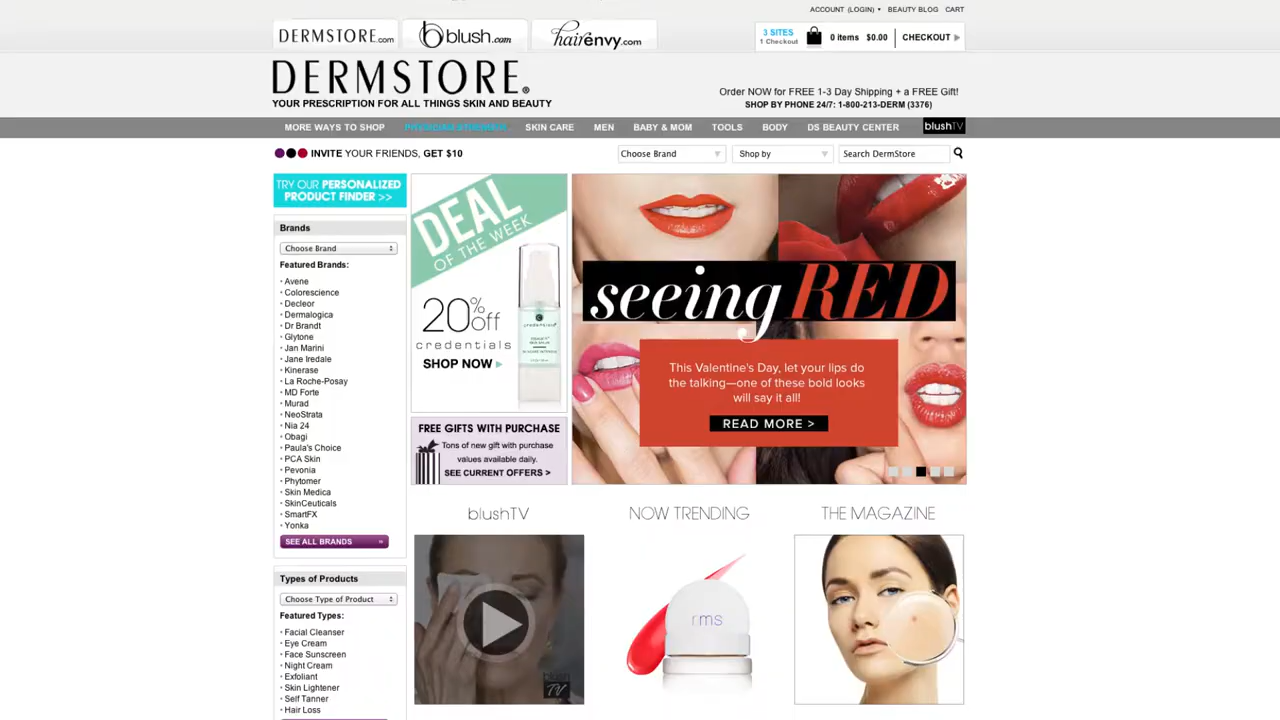 ACCOUNT (LOGIN) BEAUTY BLOG CART
DERMSTORE.com
blush.com
hairenvy.com
3 SITES
1 Checkout
0 items $0.00
CHECKOUT
DERMSTORE®
YOUR PRESCRIPTION FOR ALL THINGS SKIN AND BEAUTY
Order NOW for FREE 1-3 Day Shipping + a FREE Gift!
SHOP BY PHONE 24/7: 1-800-213-DERM (3376)
MORE WAYS TO SHOP SKIN CARE MEN BABY & MOM TOOLS BODY DS BEAUTY CENTER blushTV
INVITE YOUR FRIENDS, GET $10
Choose Brand
Shop by
Search DermStore
TRY OUR PERSONALIZED
PRODUCT FINDER >>
Brands
Choose Brand
Featured Brands:
Avene
Colorescience
Decleor
Dermalogica
Dr Brandt
Glytone
Jan Marini
Jane Iredale
Kinerase
La Roche-Posay
MD Forte
Murad
NeoStrata
Nia 24
Obagi
Paula's Choice
PCA Skin
Pevonia
Phytomer
Skin Medica
SkinCeuticals
SmartFX
Yonka
SEE ALL BRANDS »
Types of Products
Choose Type of Product
Featured Types:
Facial Cleanser
Eye Cream
Face Sunscreen
Night Cream
Exfoliant
Skin Lightener
Self Tanner
Hair Loss
DEAL
OF THE WEEK
20% off
credentials
SHOP NOW
credentials
FREE GIFTS WITH PURCHASE
Tons of new gift with purchase
values available daily.
SEE CURRENT OFFERS >
seeing RED
This Valentine's Day, let your lips do
the talking—one of these bold looks
will say it all!
READ MORE >
blushTV
NOW TRENDING
THE MAGAZINE
blush
TV
rms